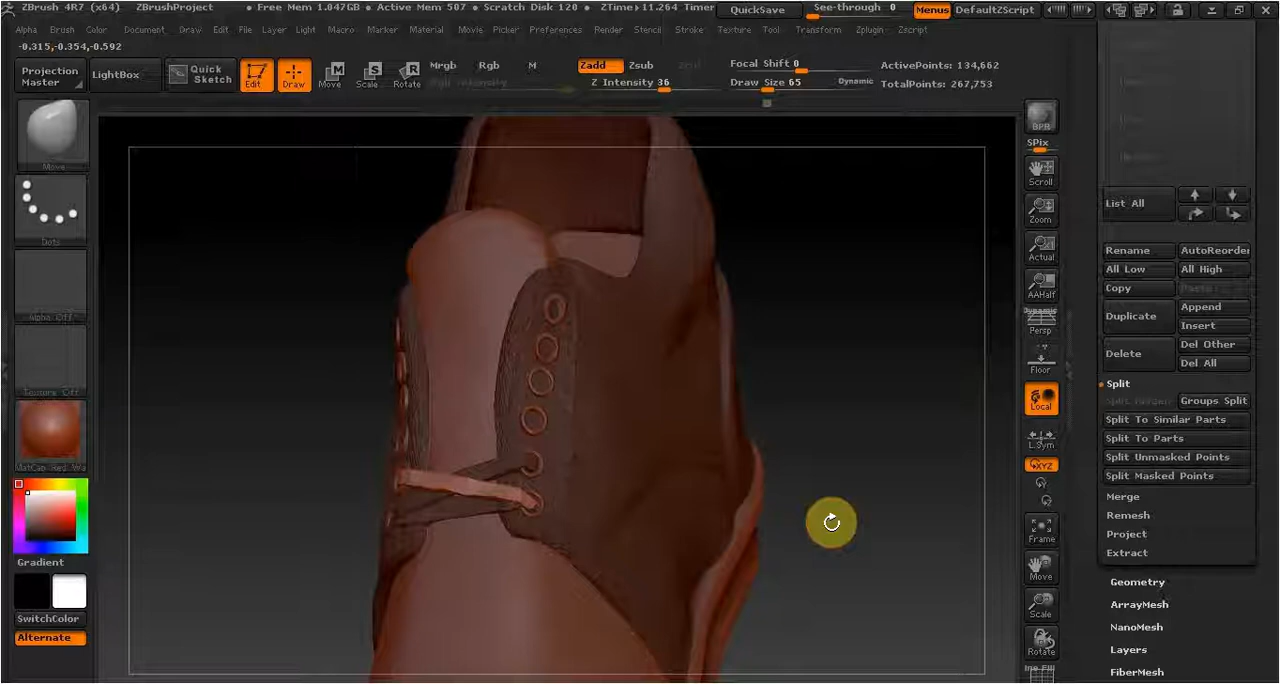 ZBrush 4R7 (x64) ZBrushProject ● Free Mem 1.047GB ● Active Mem 507 ● Scratch Disk 120 ● ZTime▶11.264 Timer QuickSave See-through 0 Menus DefaultZScript
Alpha Brush Color Document Draw Edit File Layer Light Macro Marker Material Movie Picker Preferences Render Stencil Stroke Texture Tool Transform Zplugin Zscript
-0.315,-0.354,-0.592
Projection Master
LightBox
Quick Sketch
Edit
Draw
Move
Scale
Rotate
Mrgb Rgb M
Zadd Zsub
Z Intensity 36
Focal Shift 0
Draw Size 65 Dynamic
ActivePoints: 134,662
TotalPoints: 267,753
Move
Dots
Alpha Off
MatCap Red Wa
Gradient
SwitchColor
Alternate
BPR
SPix
Scroll
Zoom
Actual
AAHalf
Dynamic
Persp
Floor
Local
L.Sym
XYZ
Frame
Move
Scale
Rotate
List All
Rename AutoReorder
All Low All High
Copy
Duplicate Append
Insert
Delete Del Other
Del All
Split
Groups Split
Split To Similar Parts
Split To Parts
Split Unmasked Points
Split Masked Points
Merge
Remesh
Project
Extract
Geometry
ArrayMesh
NanoMesh
Layers
FiberMesh